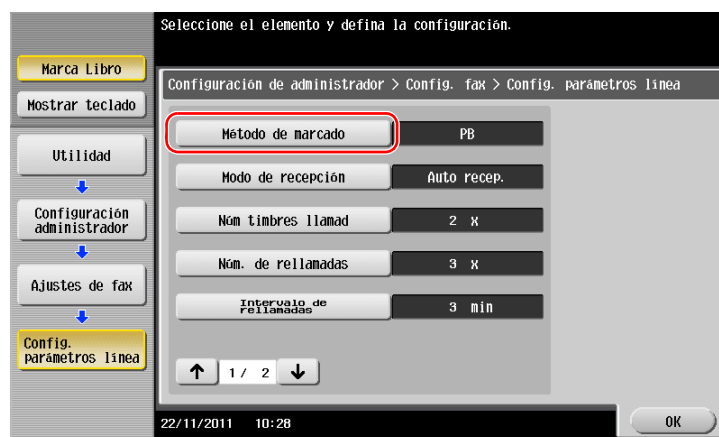 Seleccione el elemento y defina la configuración.
Marca Libro
Mostrar teclado
Utilidad
Configuración
administrador
Ajustes de fax
Config.
parámetros línea
Configuración de administrador > Config. fax > Config. parámetros línea
Método de marcado PB
Modo de recepción Auto recep.
Núm timbres llamad 2 X
Núm. de rellamadas 3 X
Intervalo de
rellamadas 3 min
↑ 1/ 2 ↓
22/11/2011 10:28
OK